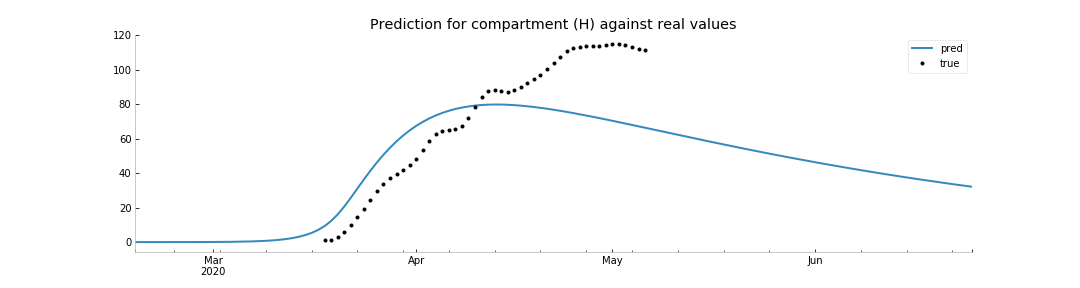 Prediction for compartment (H) against real values
120
100
80
60
40
20
0
pred
true
Mar
2020
Apr
May
Jun